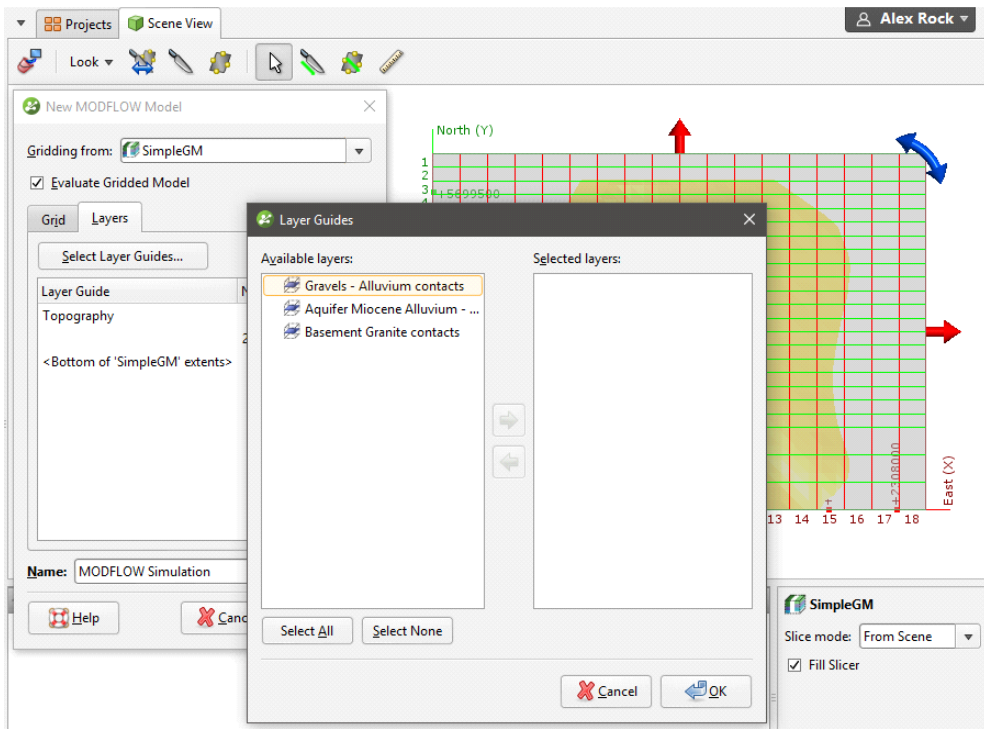 Projects
Scene View
Alex Rock
Look
New MODFLOW Model
Gridding from: SimpleGM
Evaluate Gridded Model
Grid
Layers
Select Layer Guides...
Layer Guide
N
Topography
2
<Bottom of 'SimpleGM' extents>
Name: MODFLOW Simulation
Help
Canc
Layer Guides
Available layers:
Selected layers:
Gravels - Alluvium contacts
Aquifer Miocene Alluvium - ...
Basement Granite contacts
Select All
Select None
Cancel
OK
North (Y)
1
2
3
+5699500
4
+2308000
East (X)
13 14 15 16 17 18
SimpleGM
Slice mode: From Scene
Fill Slicer